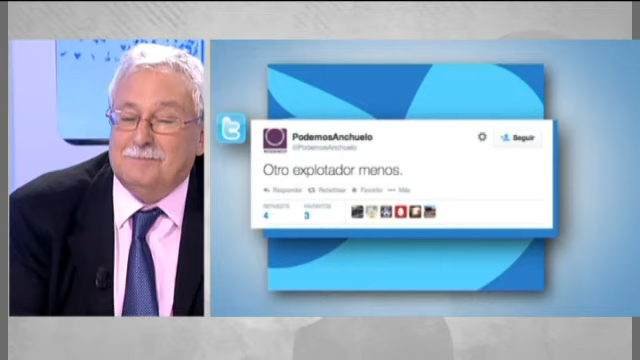 PodemosAnchuelo
@PodemosAnchuelo
Seguir
Otro explotador menos.
Responder Retwittear Favorito Más
RETWEETS FAVORITOS
4 3